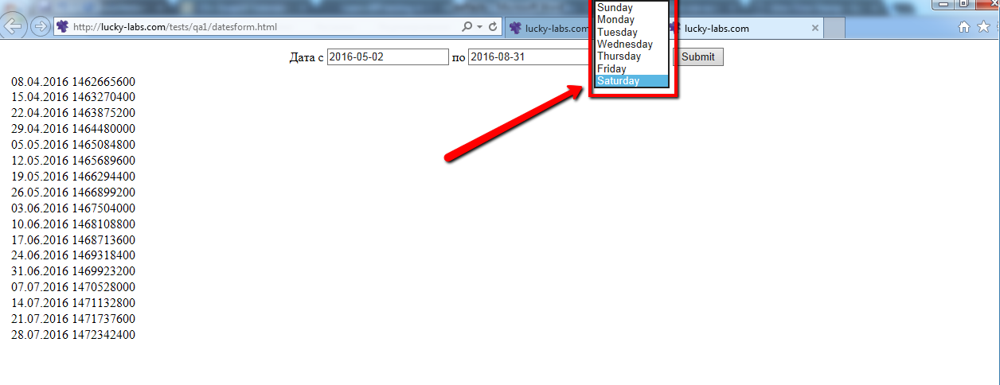 Sunday
Monday
Tuesday
Wednesday
Thursday
Friday
Saturday
http://lucky-labs.com/tests/qa1/datesform.html lucky-labs.com lucky-labs.com
Дата с 2016-05-02 по 2016-08-31 Submit
08.04.2016 1462665600
15.04.2016 1463270400
22.04.2016 1463875200
29.04.2016 1464480000
05.05.2016 1465084800
12.05.2016 1465689600
19.05.2016 1466294400
26.05.2016 1466899200
03.06.2016 1467504000
10.06.2016 1468108800
17.06.2016 1468713600
24.06.2016 1469318400
31.06.2016 1469923200
07.07.2016 1470528000
14.07.2016 1471132800
21.07.2016 1471737600
28.07.2016 1472342400